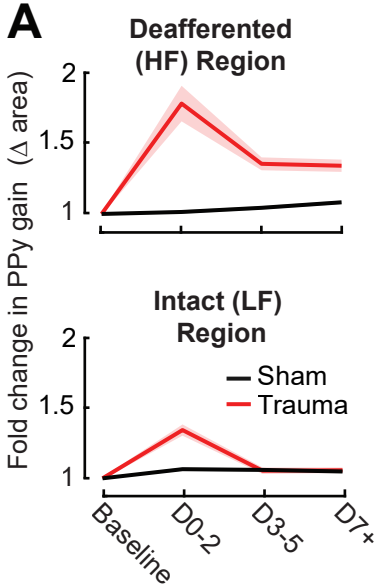 A
Deafferented
(HF) Region
Fold change in PPy gain (Δ area)
2
1.5
1
Intact (LF)
Region
2
1.5
1
Sham
Trauma
Baseline
D0-2
D3-5
D7+